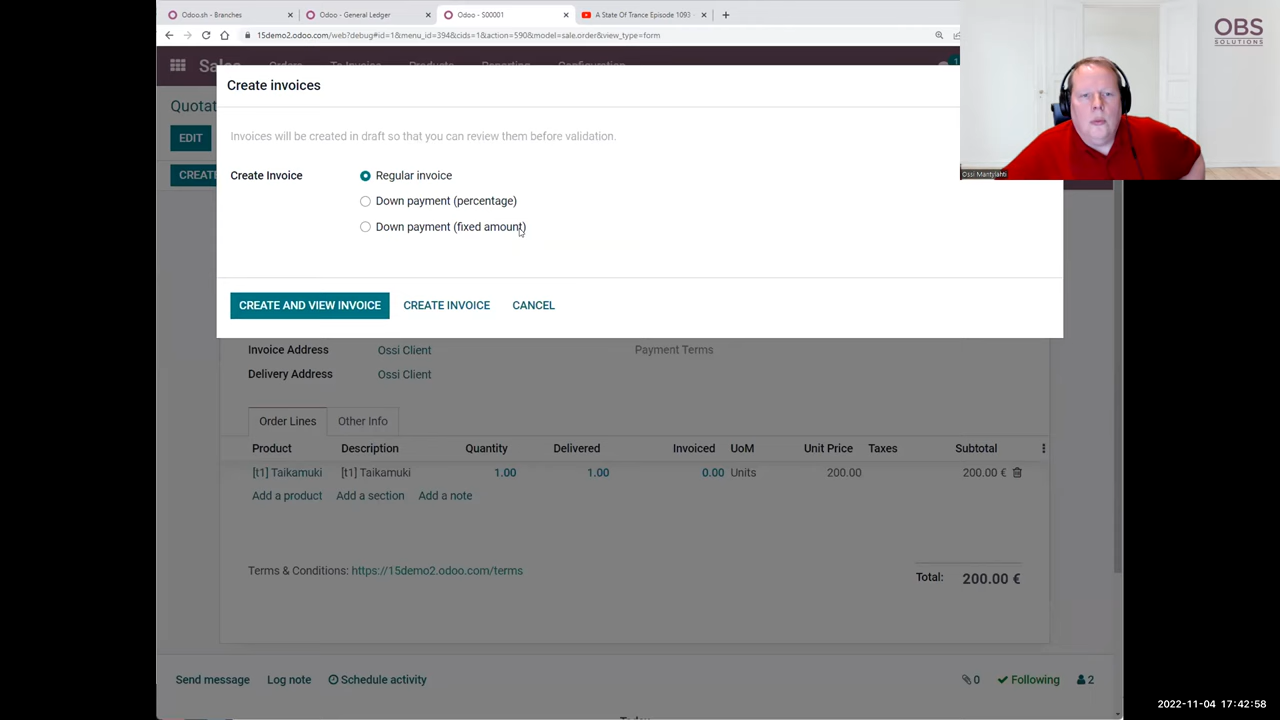 Odoo.sh - Branches
Odoo - General Ledger
Odoo - S00001
A State Of Trance Episode 1093
15demo2.odoo.com/web?debug#id=1&menu_id=394&cids=1&action=590&model=sale.order&view_type=form
OBS
SOLUTIONS
Create invoices
Quotat
EDIT
Invoices will be created in draft so that you can review them before validation.
CREATE
Create Invoice
Regular invoice
Down payment (percentage)
Down payment (fixed amount)
Ossi Mäntylahti
CREATE AND VIEW INVOICE CREATE INVOICE CANCEL
Invoice Address Ossi Client Payment Terms
Delivery Address Ossi Client
Order Lines Other Info
Product Description Quantity Delivered Invoiced UoM Unit Price Taxes Subtotal
[t1] Taikamuki [t1] Taikamuki 1.00 1.00 0.00 Units 200.00 200.00 €
Add a product Add a section Add a note
Terms & Conditions: https://15demo2.odoo.com/terms
Total: 200.00 €
Send message Log note Schedule activity 0 Following 2
2022-11-04 17:42:58